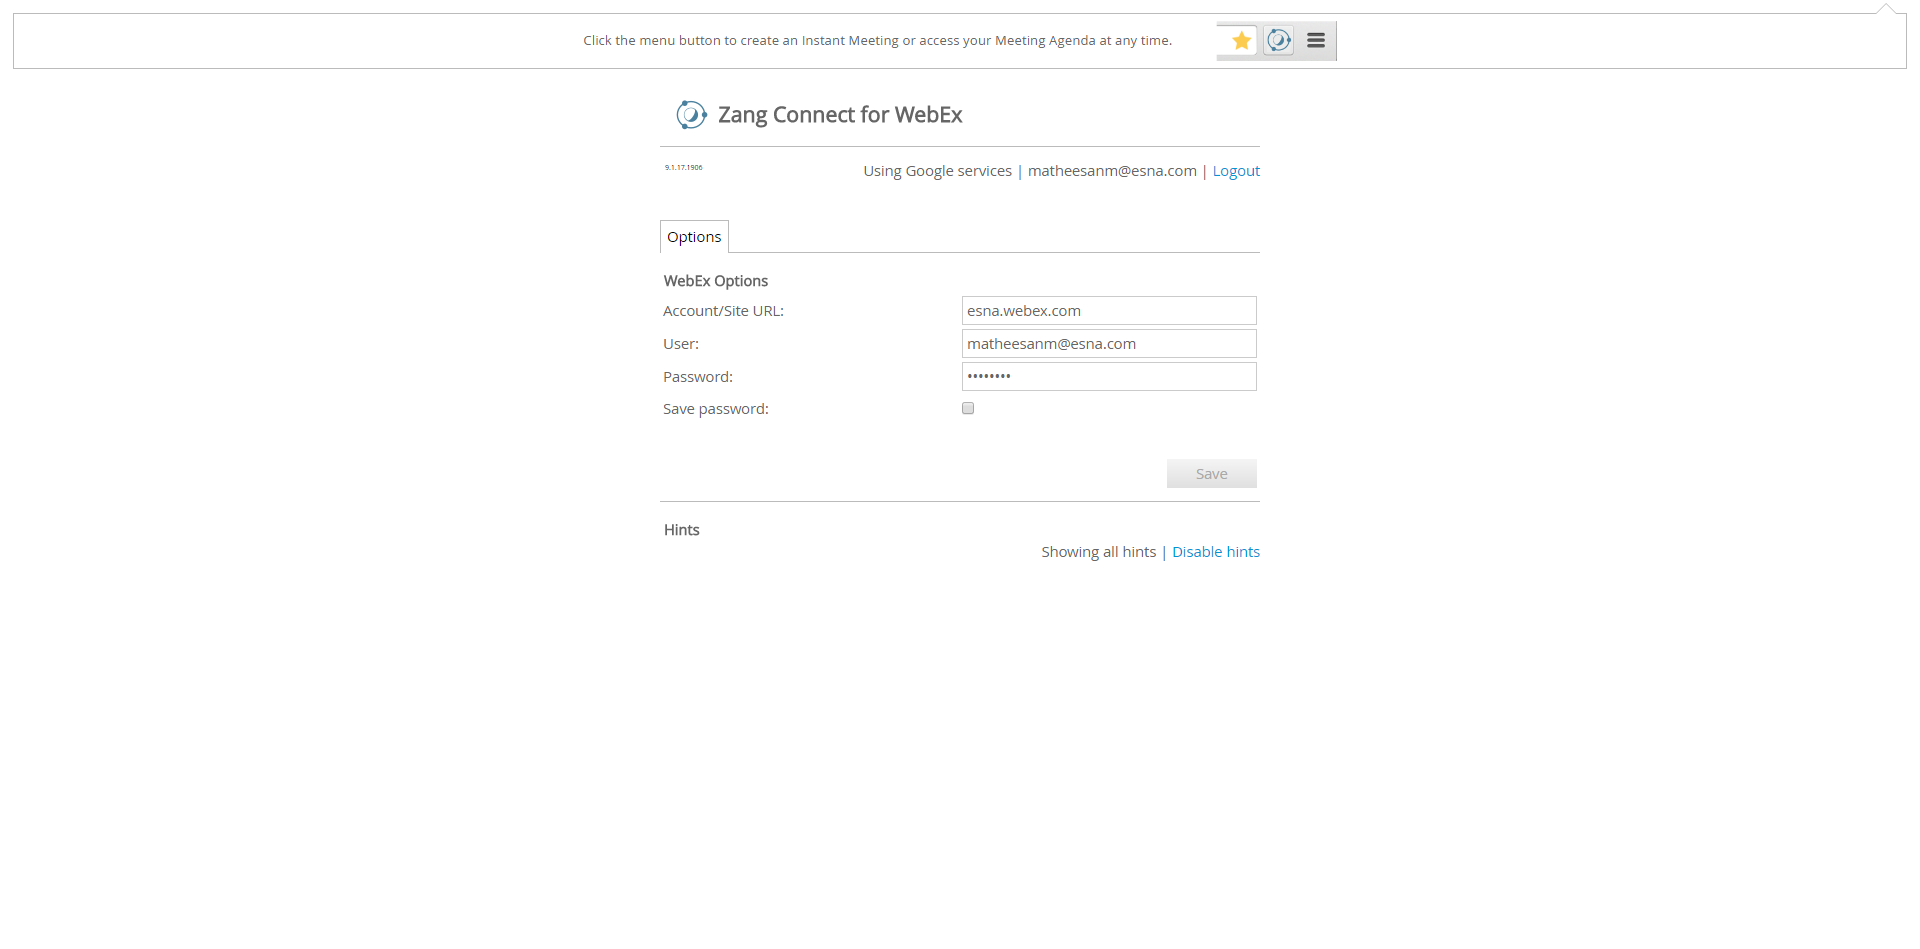 Click the menu button to create an Instant Meeting or access your Meeting Agenda at any time.
Zang Connect for WebEx
9.1.17.1906
Using Google services | matheesanm@esna.com | Logout
Options
WebEx Options
Account/Site URL: esna.webex.com
User: matheesanm@esna.com
Password: ••••••••
Save password:
Save
Hints
Showing all hints | Disable hints